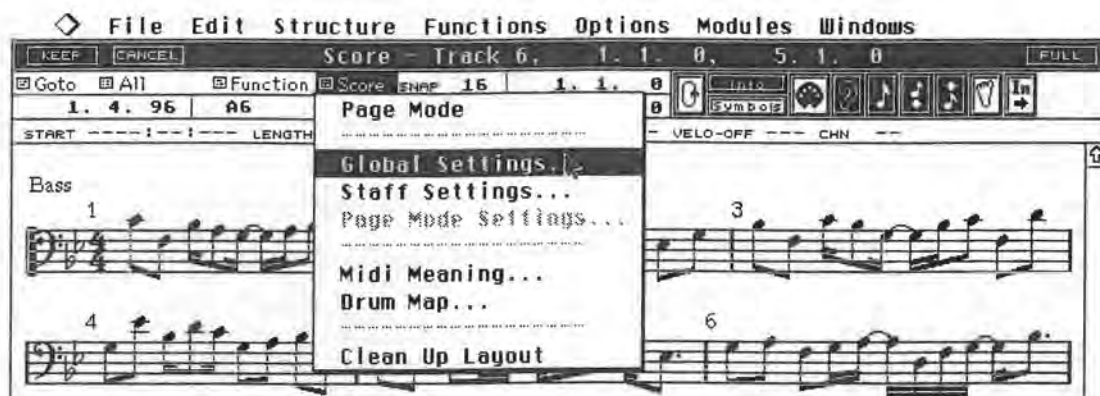 File Edit Structure Functions Options Modules Windows
KEEP CANCEL Score - Track 6, 1. 1. 0, 5. 1. 0 FULL
Goto All Function Score SNAP 16 1. 1. 0 Info In
1. 4. 96 A6 0 Symbols
START ----:--:--- LENGTH - VELO-OFF --- CHN --
Page Mode
Global Settings...
Staff Settings...
Page Mode Settings...
Midi Meaning...
Drum Map...
Clean Up Layout
Bass
1 3
4 6